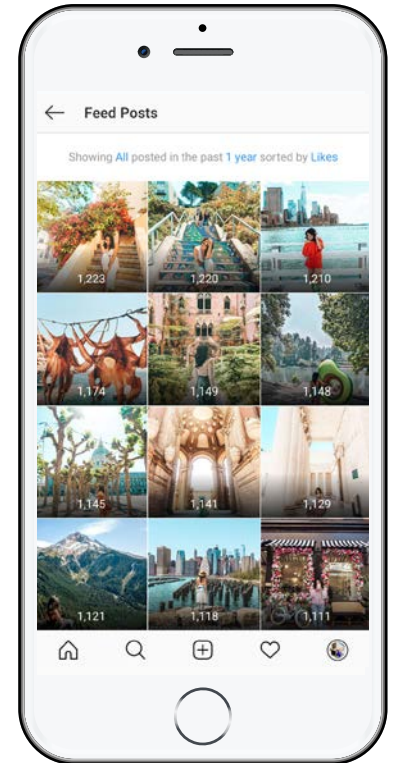 Feed Posts
Showing All posted in the past 1 year sorted by Likes
1,223 1,220 1,210
1,174 1,149 1,148
1,145 1,141 1,129
1,121 1,118 1,111